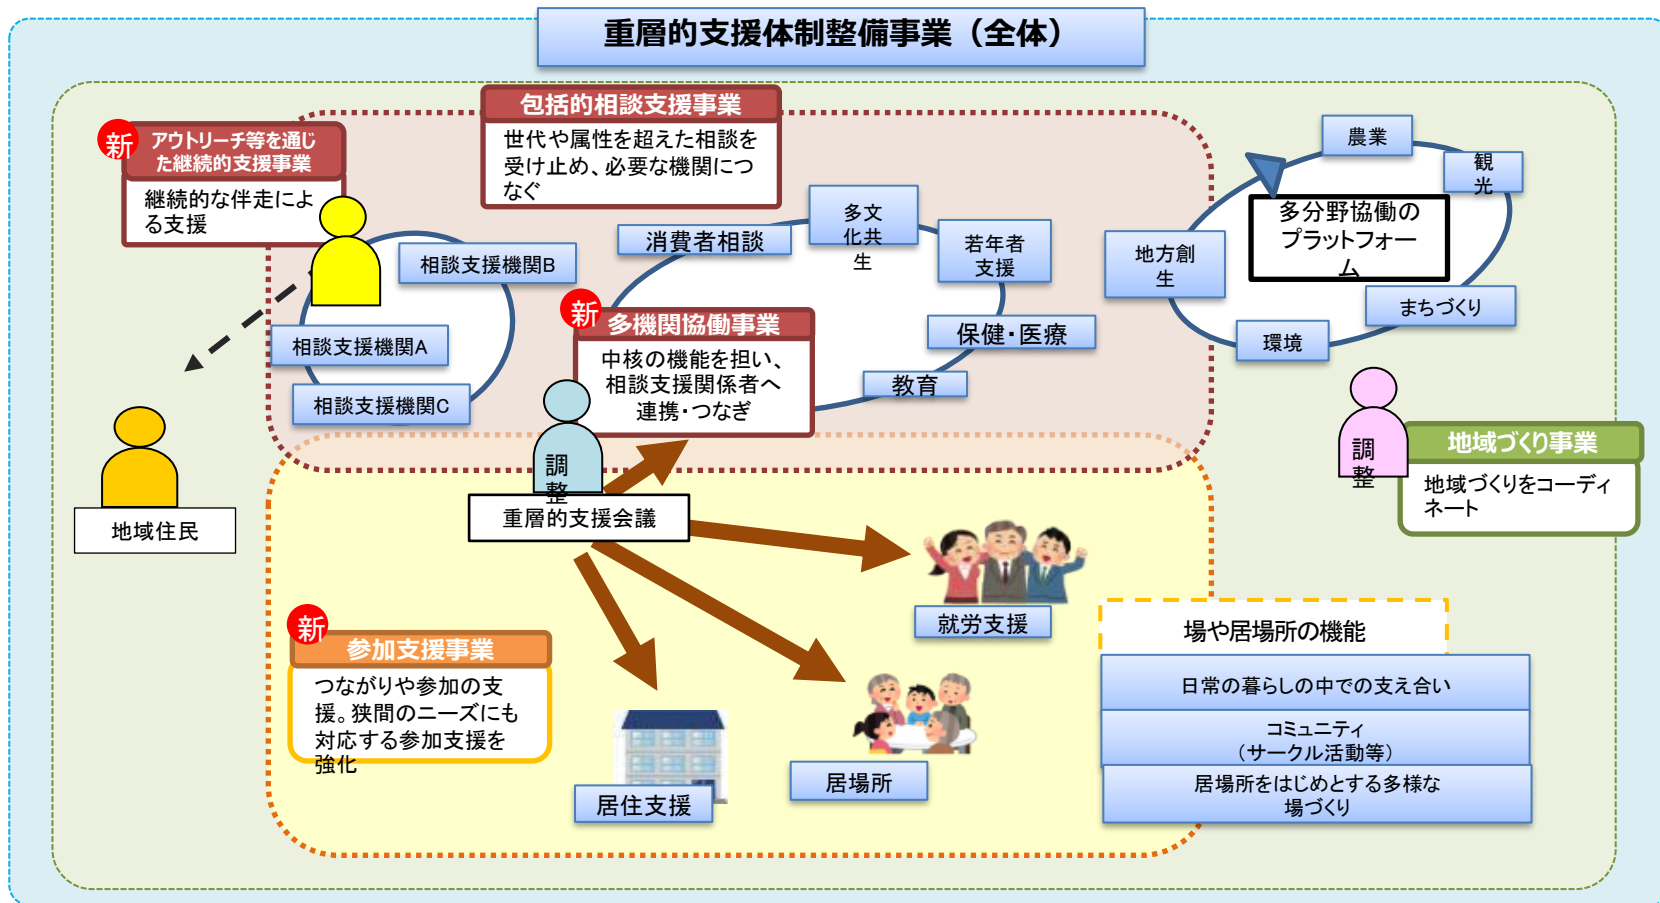 重層的支援体制整備事業（全体）
包括的相談支援事業
世代や属性を超えた相談を
受け止め、必要な機関につ
なぐ
新
アウトリーチ等を通じ
た継続的支援事業
継続的な伴走によ
る支援
相談支援機関B
相談支援機関A
相談支援機関C
地域住民
消費者相談
多文
化共
生
若年者
支援
保健・医療
教育
新
多機関協働事業
中核の機能を担い、
相談支援関係者へ
連携・つなぎ
調
整
重層的支援会議
農業
観
光
多分野協働の
プラットフォー
ム
地方創
生
まちづくり
環境
調
整
地域づくり事業
地域づくりをコーディ
ネート
新
参加支援事業
つながりや参加の支
援。狭間のニーズにも
対応する参加支援を
強化
就労支援
居場所
居住支援
場や居場所の機能
日常の暮らしの中での支え合い
コミュニティ
（サークル活動等）
居場所をはじめとする多様な
場づくり